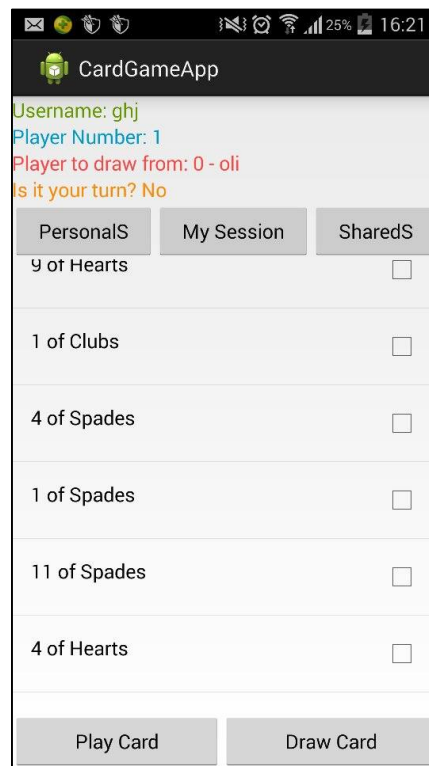 25% 16:21
CardGameApp
Username: ghj
Player Number: 1
Player to draw from: 0 - oli
Is it your turn? No
PersonalS My Session SharedS
9 of Hearts
1 of Clubs
4 of Spades
1 of Spades
11 of Spades
4 of Hearts
Play Card Draw Card